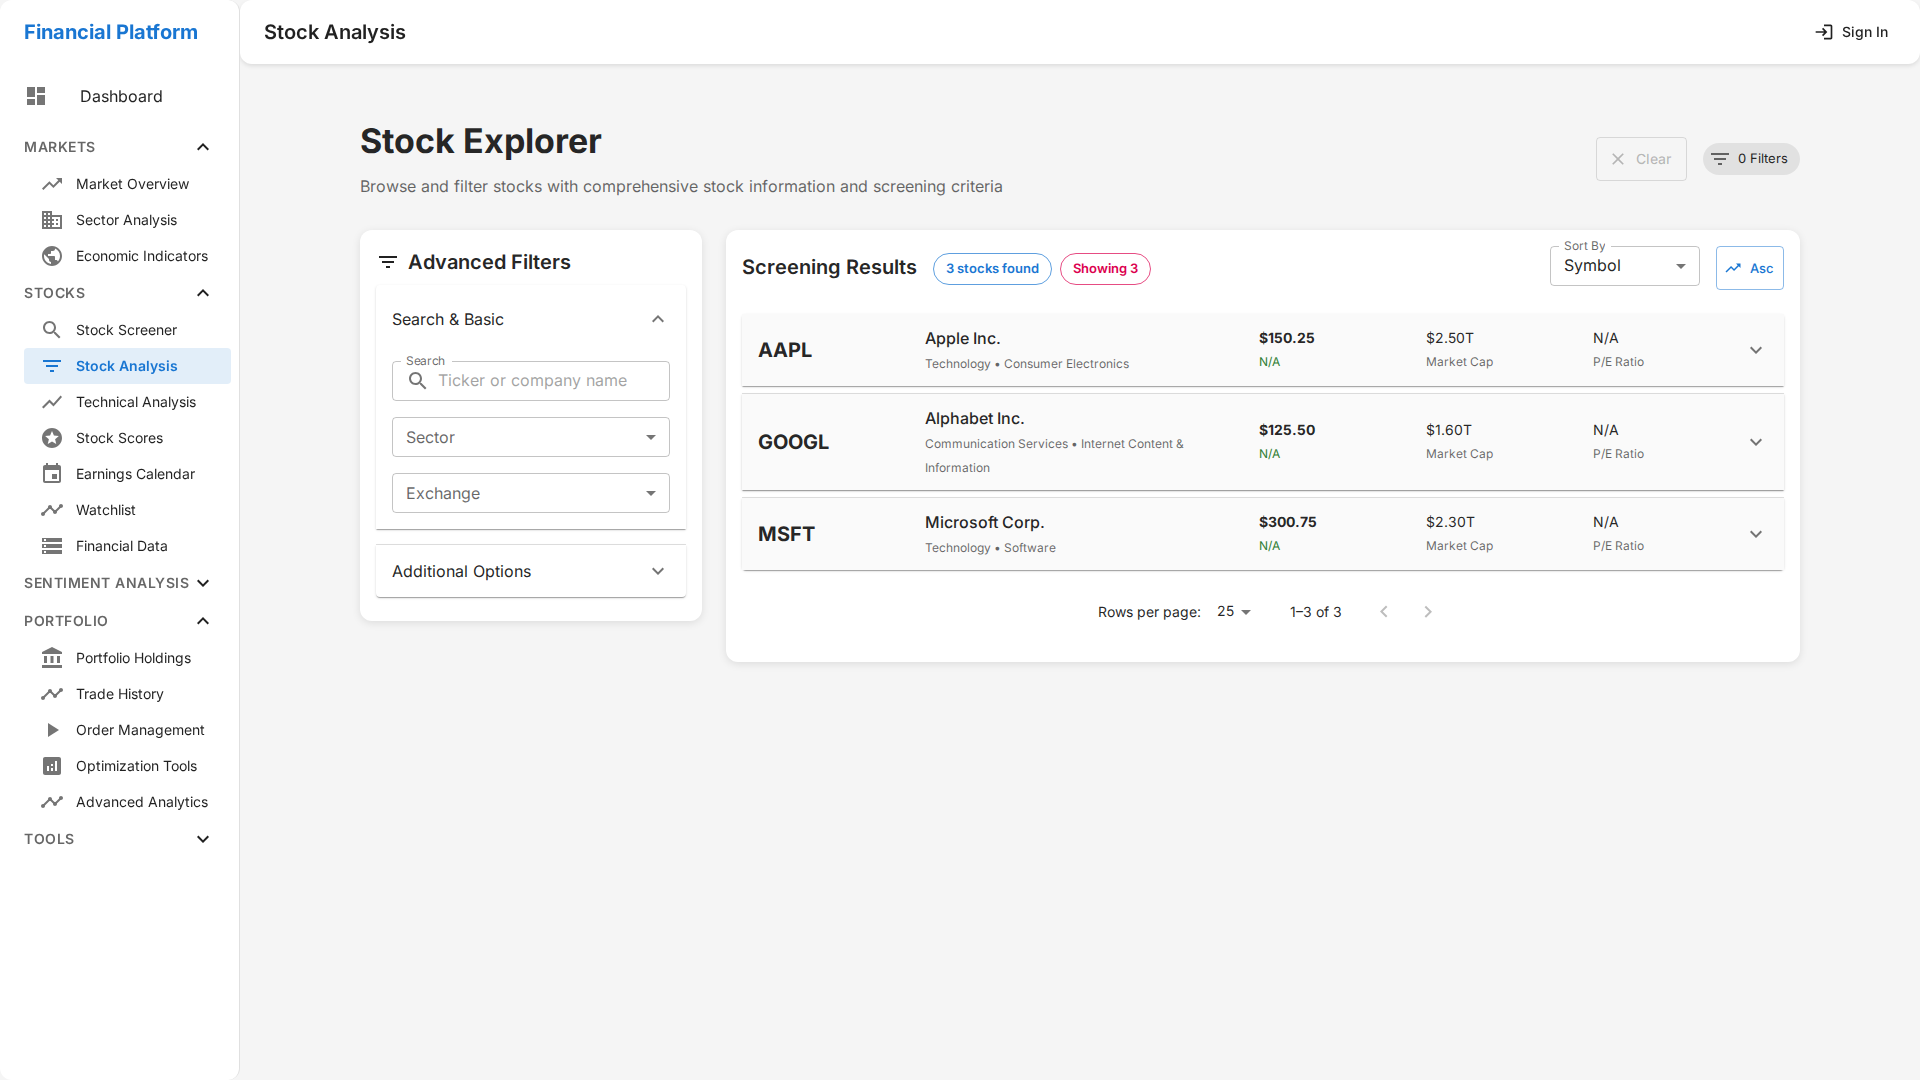 Financial Platform
Stock Analysis
Sign In
Dashboard
MARKETS
Market Overview
Sector Analysis
Economic Indicators
STOCKS
Stock Screener
Stock Analysis
Technical Analysis
Stock Scores
Earnings Calendar
Watchlist
Financial Data
SENTIMENT ANALYSIS
PORTFOLIO
Portfolio Holdings
Trade History
Order Management
Optimization Tools
Advanced Analytics
TOOLS
Stock Explorer
Browse and filter stocks with comprehensive stock information and screening criteria
Clear
0 Filters
Advanced Filters
Search & Basic
Search
Ticker or company name
Sector
Exchange
Additional Options
Screening Results
3 stocks found
Showing 3
Sort By
Symbol
Asc
AAPL
Apple Inc.
Technology • Consumer Electronics
$150.25
N/A
$2.50T
Market Cap
N/A
P/E Ratio
GOOGL
Alphabet Inc.
Communication Services • Internet Content &
Information
$125.50
N/A
$1.60T
Market Cap
N/A
P/E Ratio
MSFT
Microsoft Corp.
Technology • Software
$300.75
N/A
$2.30T
Market Cap
N/A
P/E Ratio
Rows per page: 25
1–3 of 3